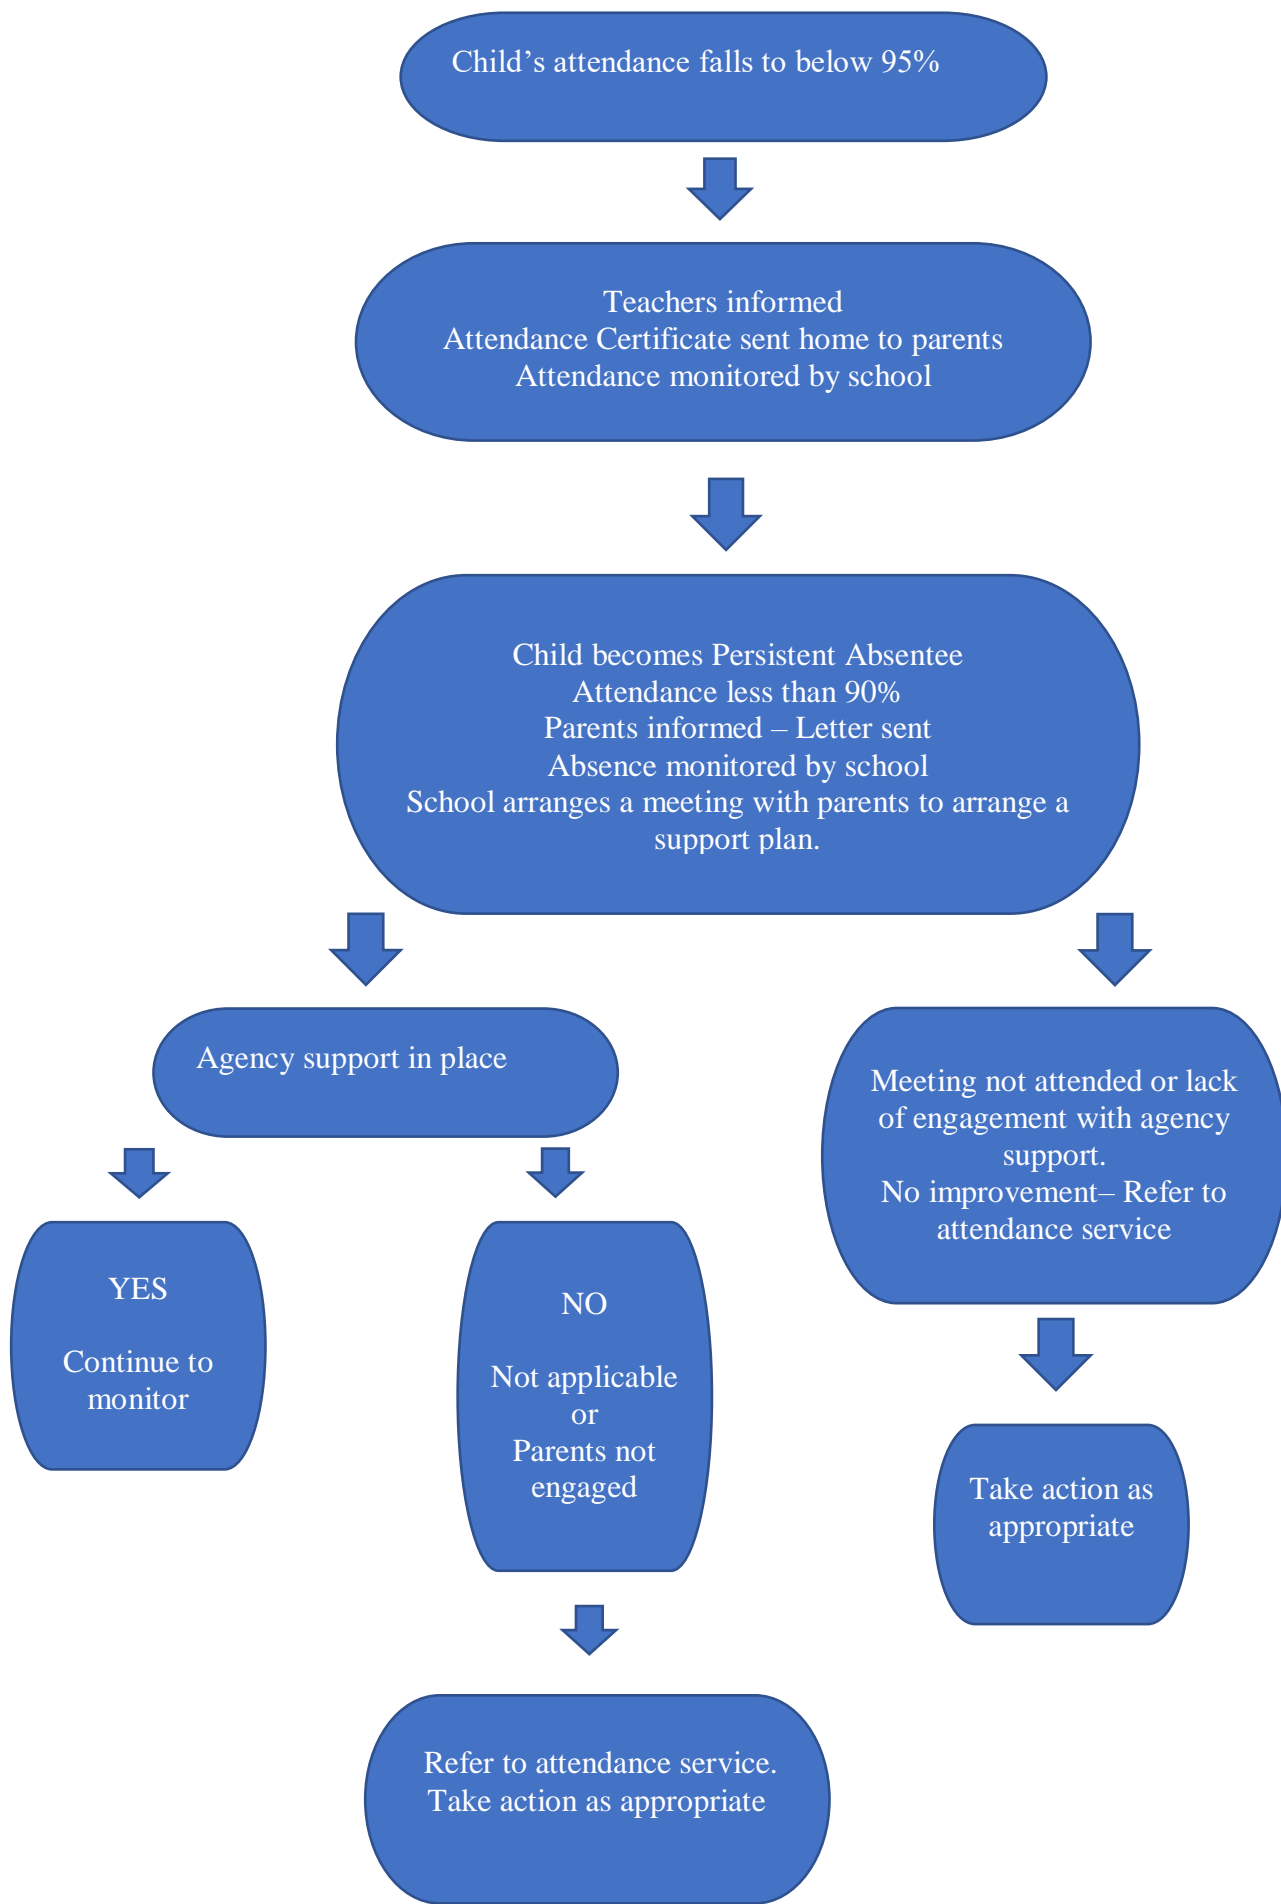 Child’s attendance falls to below 95%
Teachers informed
Attendance Certificate sent home to parents
Attendance monitored by school
Child becomes Persistent Absentee
Attendance less than 90%
Parents informed – Letter sent
Absence monitored by school
School arranges a meeting with parents to arrange a
support plan.
Agency support in place
Meeting not attended or lack
of engagement with agency
support.
No improvement– Refer to
attendance service
YES
Continue to
monitor
NO
Not applicable
or
Parents not
engaged
Take action as
appropriate
Refer to attendance service.
Take action as appropriate